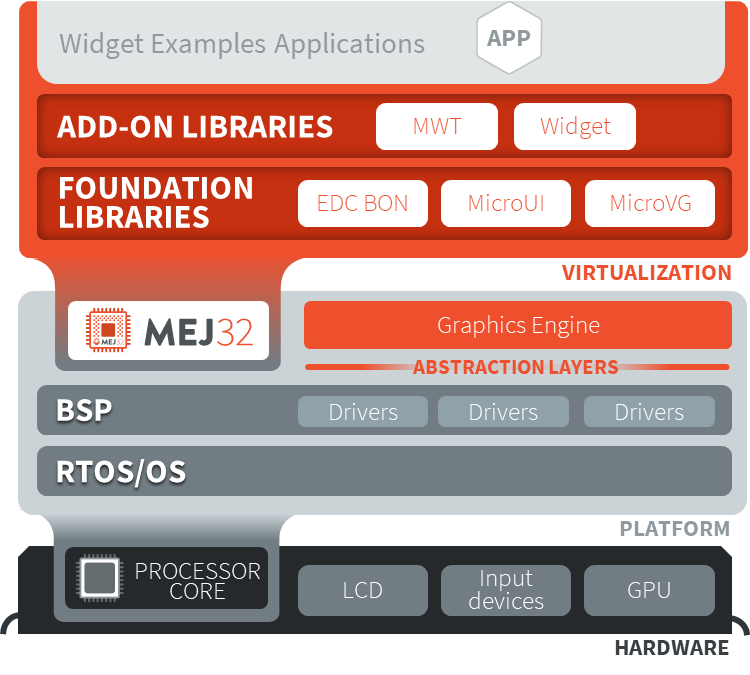 Widget Examples Applications
APP
ADD-ON LIBRARIES
MWT
Widget
FOUNDATION
LIBRARIES
EDC BON
MicroUI
MicroVG
VIRTUALIZATION
MEJ32
MEJ32
Graphics Engine
ABSTRACTION LAYERS
BSP
Drivers
Drivers
Drivers
RTOS/OS
PLATFORM
PROCESSOR
CORE
LCD
Input
devices
GPU
HARDWARE